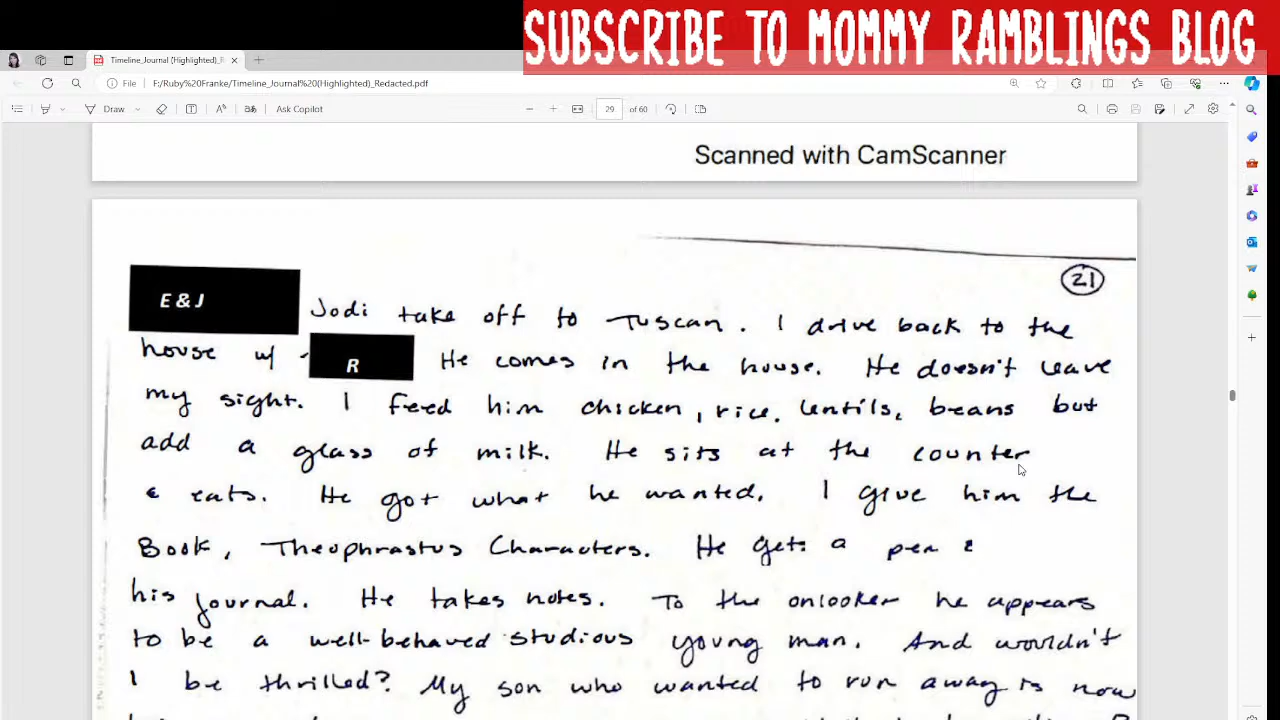 SUBSCRIBE TO MOMMY RAMBLINGS BLOG
Timeline_Journal (Highlighted)_R
File F:/Ruby%20Franke/Timeline_Journal%20(Highlighted)_Redacted.pdf
Draw Ask Copilot 29 of 60
Scanned with CamScanner
21
E & J Jodi take off to Tuscan. I drive back to the
house w/ R He comes in the house. He doesn't leave
my sight. I feed him chicken, rice, lentils, beans but
add a glass of milk. He sits at the counter
& eats. He got what he wanted. I give him the
Book, Theophrastus Characters. He gets a pen &
his journal. He takes notes. To the onlooker he appears
to be a well-behaved studious young man. And wouldn't
I be thrilled? My son who wanted to run away is now